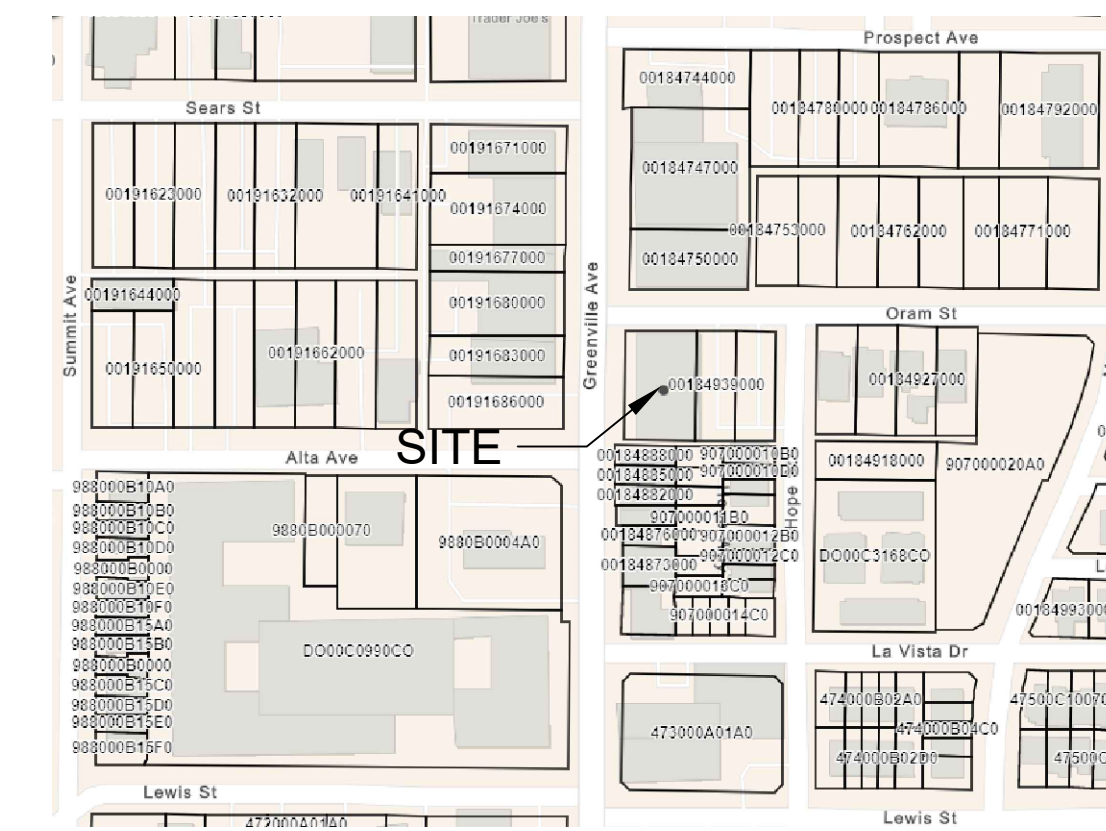 Trader Joe's
Prospect Ave
00184744000
00184780000
00184786000
00184792000
Sears St
00191671000
00184747000
00191623000
00191632000
00191641000
00191674000
00184753000
00184762000
00184771000
00191677000
00184750000
00191644000
00191680000
Summit Ave
Greenville Ave
Oram St
00191662000
00191683000
00191650000
00184939000
00184927000
00191686000
SITE
Alta Ave
00184888000
907000010B0
00184918000
907000020A0
00184885000
907000010D0
988000B10A0
00184882000
Hope
988000B10B0
907000011B0
988000B10C0
9880B000070
9880B0004A0
00184876000
907000012B0
988000B10D0
907000012C0
DO00C3168CO
988000B0000
00184873000
988000B10E0
907000013C0
988000B10F0
907000014C0
00184993000
988000B15A0
988000B15B0
DO00C0990CO
La Vista Dr
988000B0000
988000B15C0
988000B15D0
474000B02A0
47500C10070
988000B15E0
473000A01A0
474000B04C0
988000B15F0
474000B02D0
47500C
Lewis St
Lewis St
472000A01A0